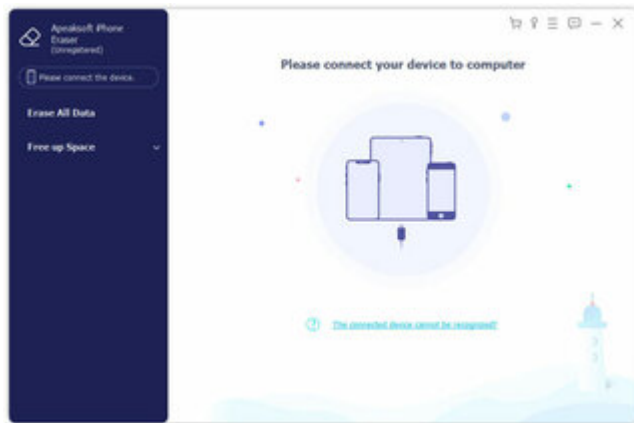 Apeaksoft iPhone
Eraser
(Unregistered)
Please connect the device.
Erase All Data
Free up Space
Please connect your device to computer
The connected device cannot be recognized?